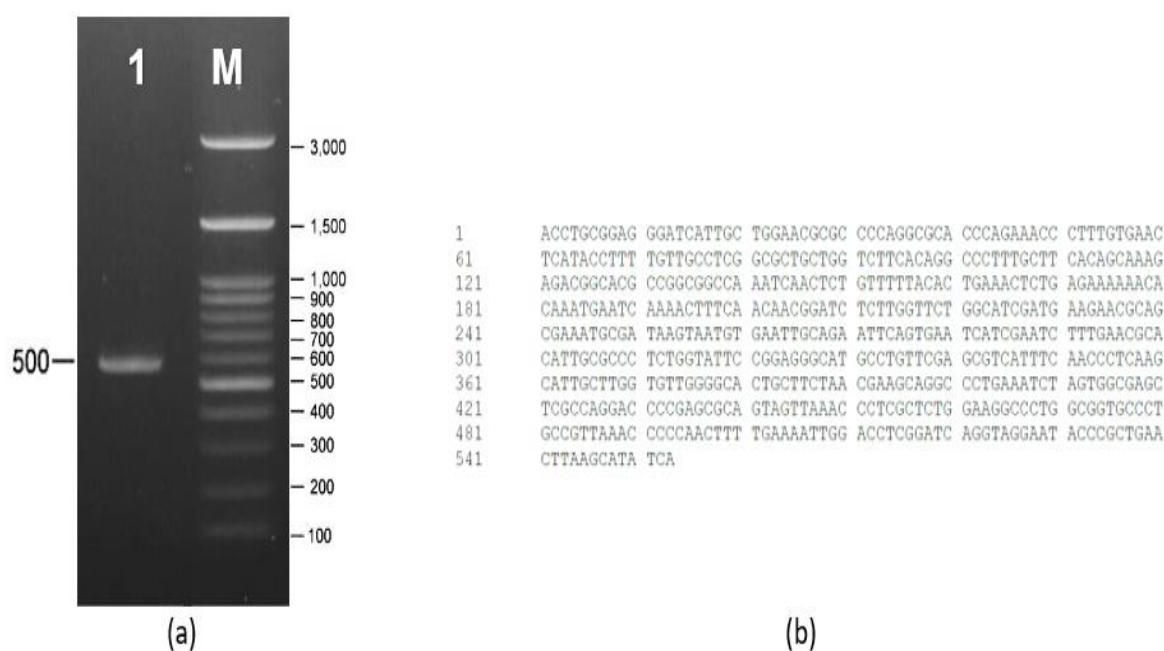 1 M
3,000
1,500
1,000
900
800
700
600
500
500
400
300
200
100
(a)
1 ACCTGCGGAG GGATCATTGC TGGAACGCGC CCCAGGCGCA CCCAGAAACC CTTTGTGAAC
61 TCATACCTTT TGTTGCCTCG GCGCTGCTGG TCTTCACAGG CCCTTTGCTT CACAGCAAAG
121 AGACGGCACG CCGGCGGCCA AATCAACTCT GTTTTTACAC TGAAACTCTG AGAAAAAACA
181 CAAATGAATC AAAACTTTCA ACAACGGATC TCTTGGTTCT GGCATCGATG AAGAACGCAG
241 CGAAATGCGA TAAGTAATGT GAATTGCAGA ATTCAGTGAA TCATCGAATC TTTGAACGCA
301 CATTGCGCCC TCTGGTATTC CGGAGGGCAT GCCTGTTCGA GCGTCATTTC AACCCTCAAG
361 CATTGCTTGG TGTTGGGGCA CTGCTTCTAA CGAAGCAGGC CCTGAAATCT AGTGGCGAGC
421 TCGCCAGGAC CCCGAGCGCA GTAGTTAAAC CCTCGCTCTG GAAGGCCCTG GCGGTGCCCT
481 GCCGTTAAAC CCCCAACTTT TGAAAATTGG ACCTCGGATC AGGTAGGAAT ACCCGCTGAA
541 CTTAAGCATA TCA
(b)